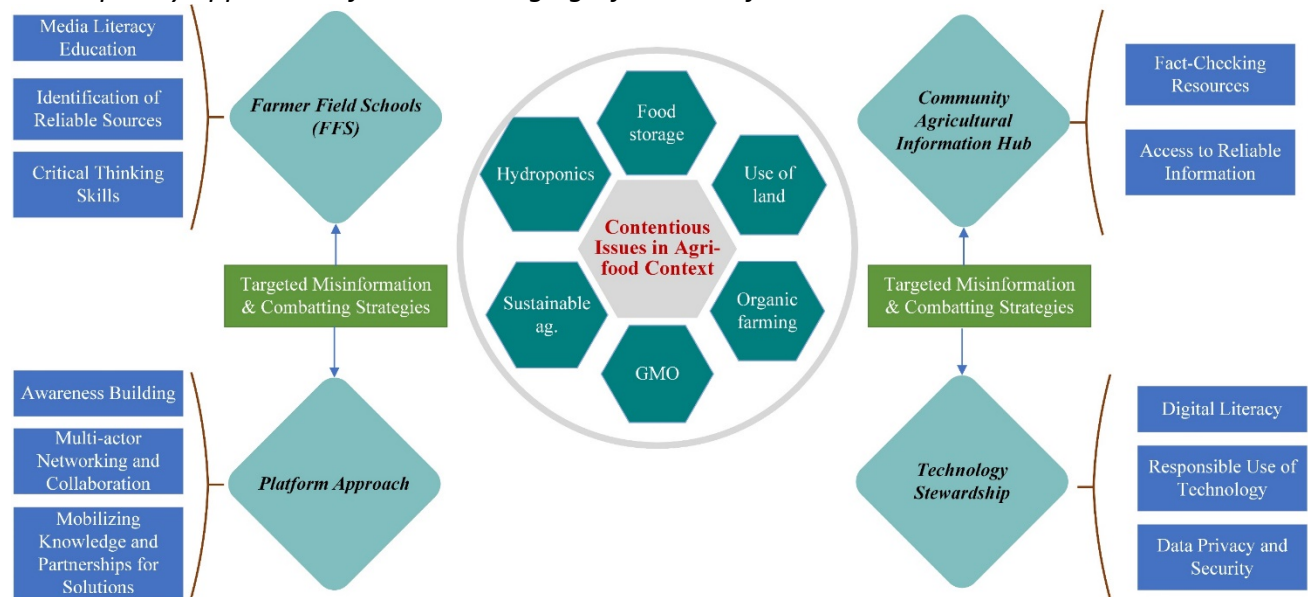 Media Literacy
Education
Identification of
Reliable Sources
Critical Thinking
Skills
Farmer Field Schools
(FFS)
Targeted Misinformation
& Combatting Strategies
Awareness Building
Multi-actor
Networking and
Collaboration
Mobilizing
Knowledge and
Partnerships for
Solutions
Platform Approach
Food
storage
Hydroponics
Use of
land
Contentious
Issues in Agri-
food Context
Sustainable
ag.
Organic
farming
GMO
Community
Agricultural
Information Hub
Fact-Checking
Resources
Access to Reliable
Information
Targeted Misinformation
& Combatting Strategies
Technology
Stewardship
Digital Literacy
Responsible Use of
Technology
Data Privacy and
Security